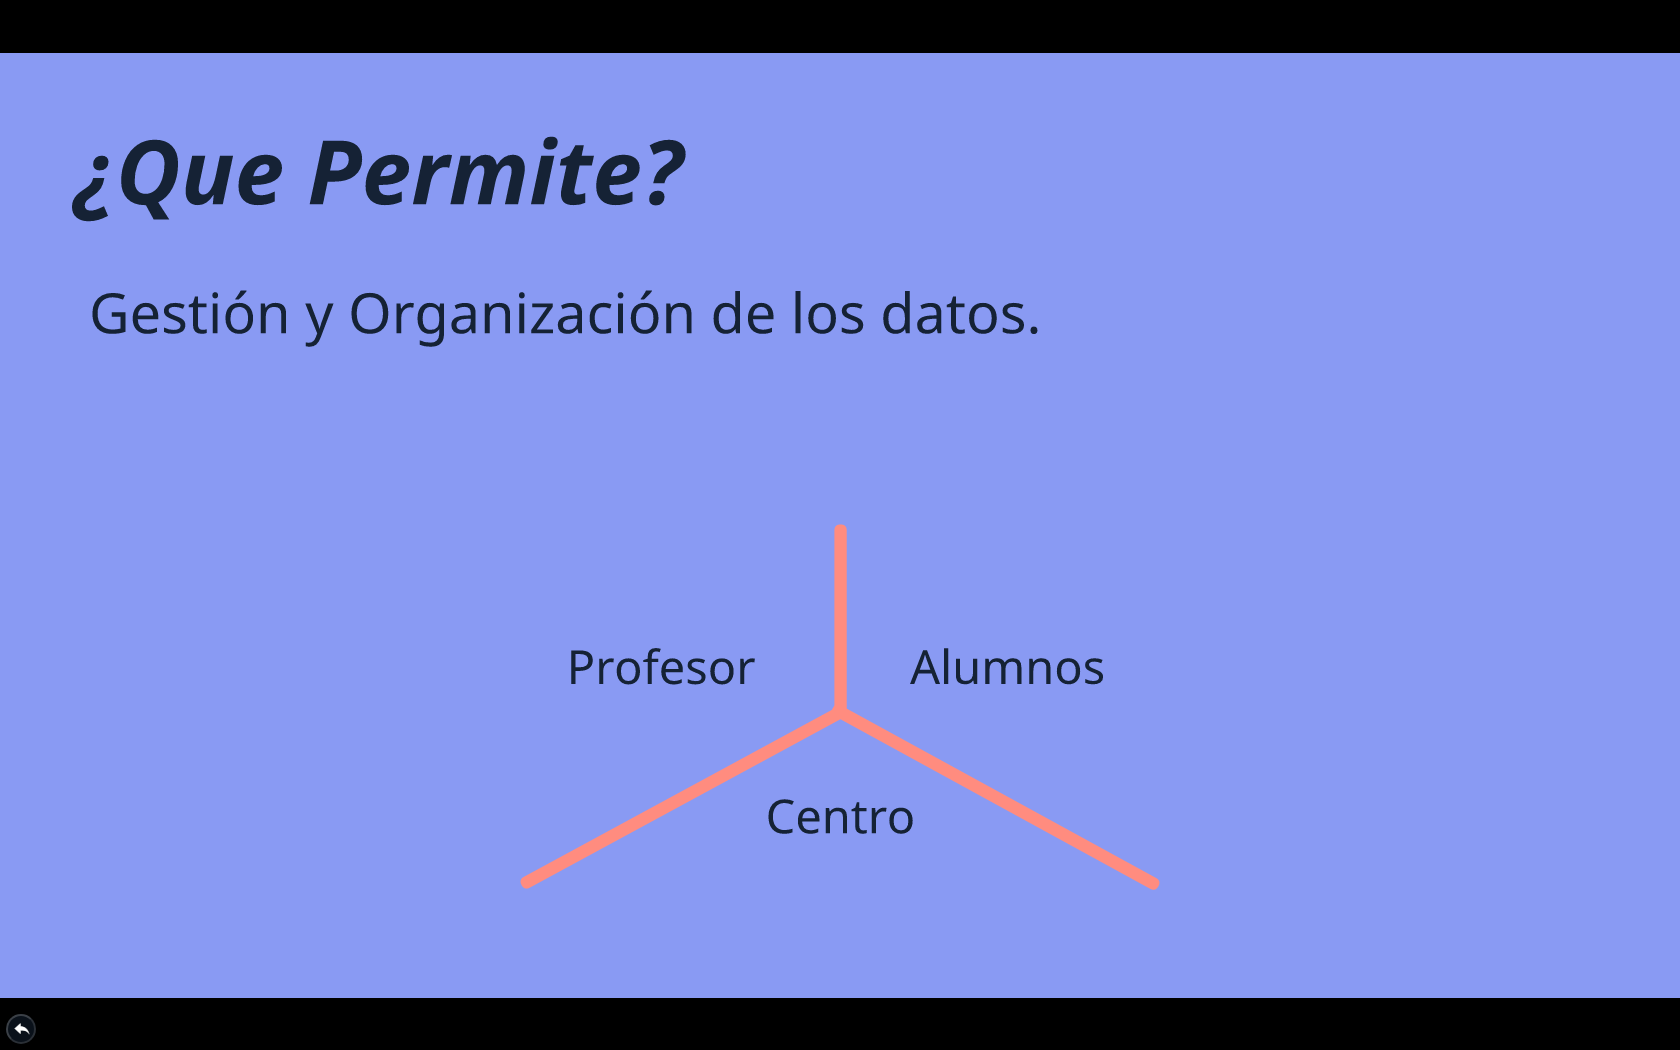 ¿Que Permite?
Gestión y Organización de los datos.
Profesor
Alumnos
Centro